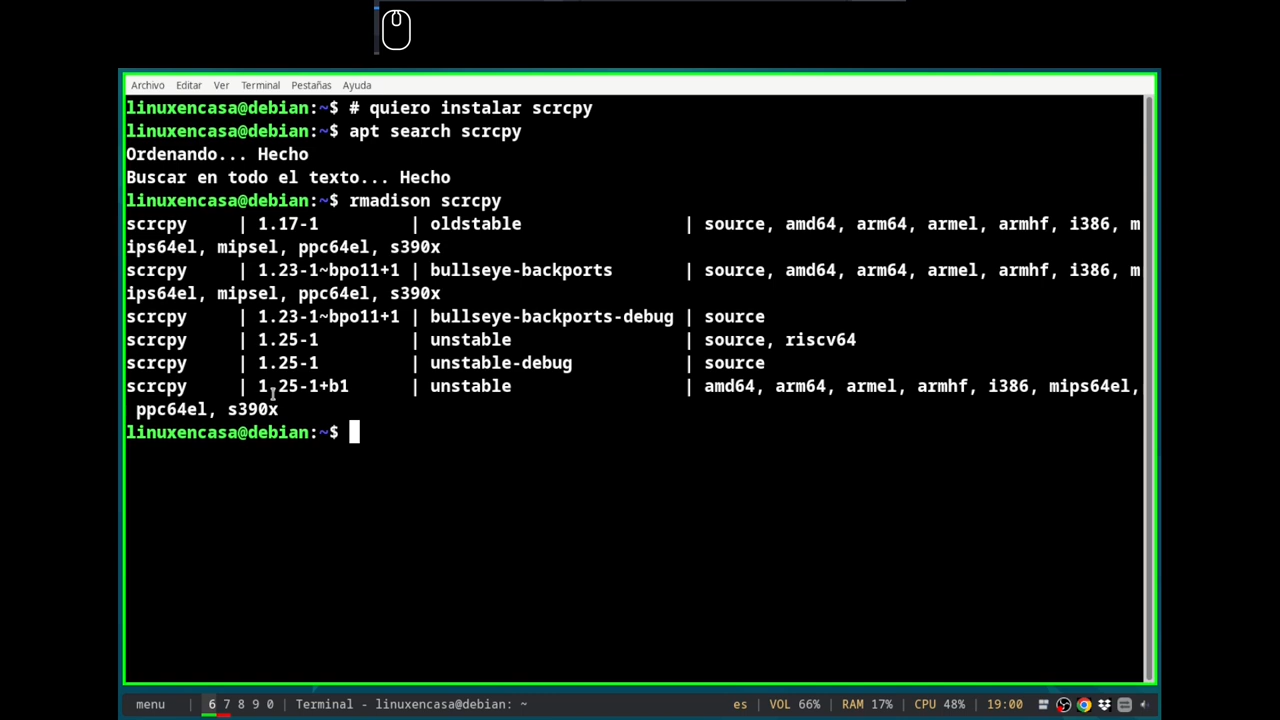 Archivo Editar Ver Terminal Pestañas Ayuda
linuxencasa@debian:~$ # quiero instalar scrcpy
linuxencasa@debian:~$ apt search scrcpy
Ordenando... Hecho
Buscar en todo el texto... Hecho
linuxencasa@debian:~$ rmadison scrcpy
scrcpy     | 1.17-1         | oldstable                | source, amd64, arm64, armel, armhf, i386, m
ips64el, mipsel, ppc64el, s390x
scrcpy     | 1.23-1~bpo11+1 | bullseye-backports       | source, amd64, arm64, armel, armhf, i386, m
ips64el, mipsel, ppc64el, s390x
scrcpy     | 1.23-1~bpo11+1 | bullseye-backports-debug | source
scrcpy     | 1.25-1         | unstable                 | source, riscv64
scrcpy     | 1.25-1         | unstable-debug           | source
scrcpy     | 1.25-1+b1      | unstable                 | amd64, arm64, armel, armhf, i386, mips64el,
 ppc64el, s390x
linuxencasa@debian:~$
menu | 6 7 8 9 0 | Terminal - linuxencasa@debian: ~ es | VOL 66% | RAM 17% | CPU 48% | 19:00